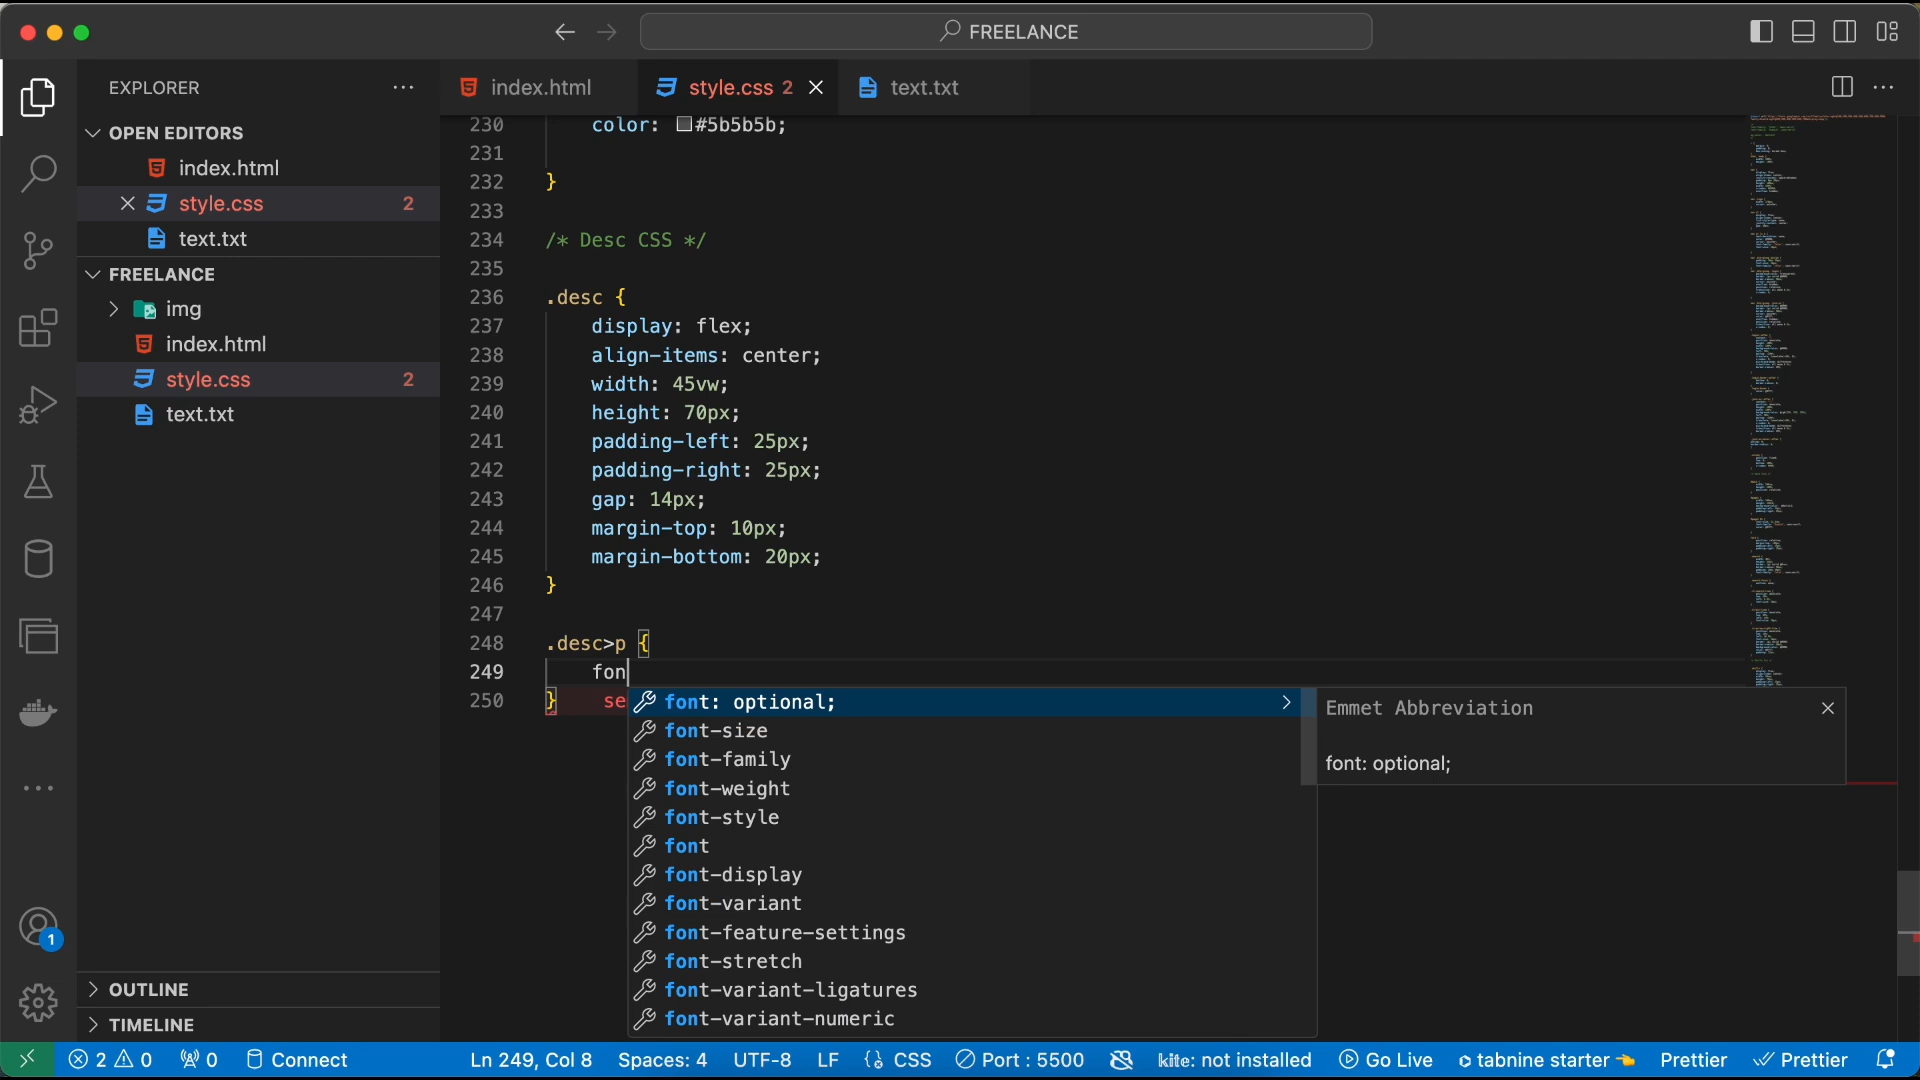 FREELANCE
EXPLORER
index.html
style.css 2
text.txt
OPEN EDITORS
index.html
style.css 2
text.txt
FREELANCE
img
index.html
style.css 2
text.txt
OUTLINE
TIMELINE
230 color: #5b5b5b;
231
232 }
233
234 /* Desc CSS */
235
236 .desc {
237 display: flex;
238 align-items: center;
239 width: 45vw;
240 height: 70px;
241 padding-left: 25px;
242 padding-right: 25px;
243 gap: 14px;
244 margin-top: 10px;
245 margin-bottom: 20px;
246 }
247
248 .desc>p {
249 fon
250 } se
font: optional;
font-size
font-family
font-weight
font-style
font
font-display
font-variant
font-feature-settings
font-stretch
font-variant-ligatures
font-variant-numeric
Emmet Abbreviation
font: optional;
1
2 0 0 Connect Ln 249, Col 8 Spaces: 4 UTF-8 LF CSS Port : 5500 kite: not installed Go Live tabnine starter Prettier Prettier